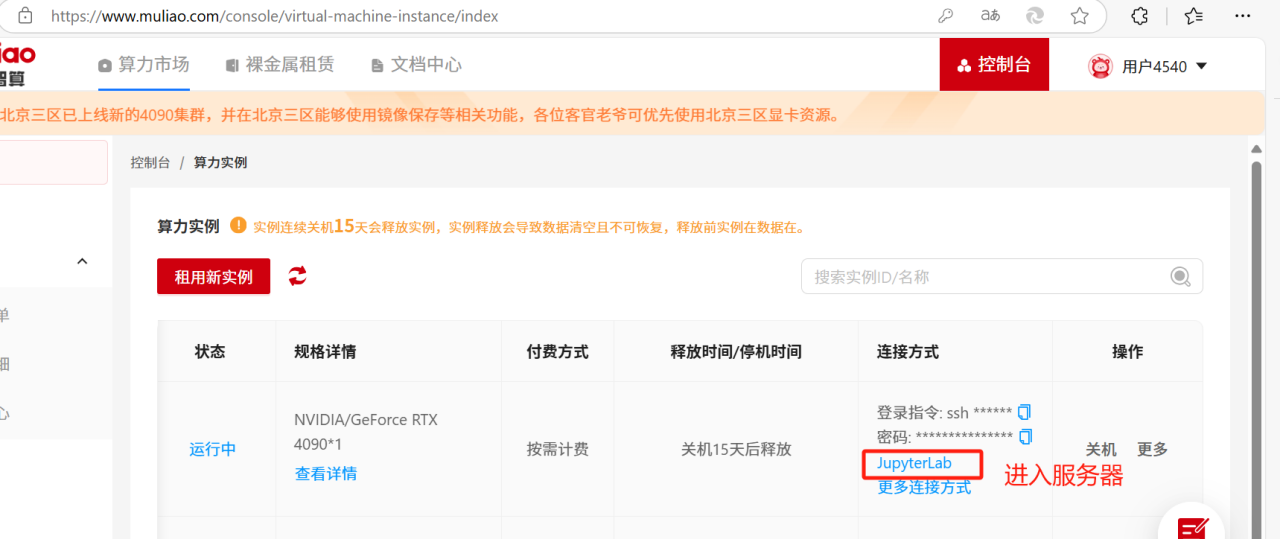 https://www.muliao.com/console/virtual-machine-instance/index
iao
智算
算力市场
裸金属租赁
文档中心
控制台
用户4540
北京三区已上线新的4090集群，并在北京三区能够使用镜像保存等相关功能，各位客官老爷可优先使用北京三区显卡资源。
控制台 / 算力实例
算力实例 实例连续关机15天会释放实例，实例释放会导致数据清空且不可恢复，释放前实例在数据在。
租用新实例
搜索实例ID/名称
单
细
心
状态 规格详情 付费方式 释放时间/停机时间 连接方式 操作
运行中
NVIDIA/GeForce RTX
4090*1
查看详情
按需计费
关机15天后释放
登录指令: ssh ******
密码: ***************
JupyterLab
更多连接方式
关机 更多
进入服务器